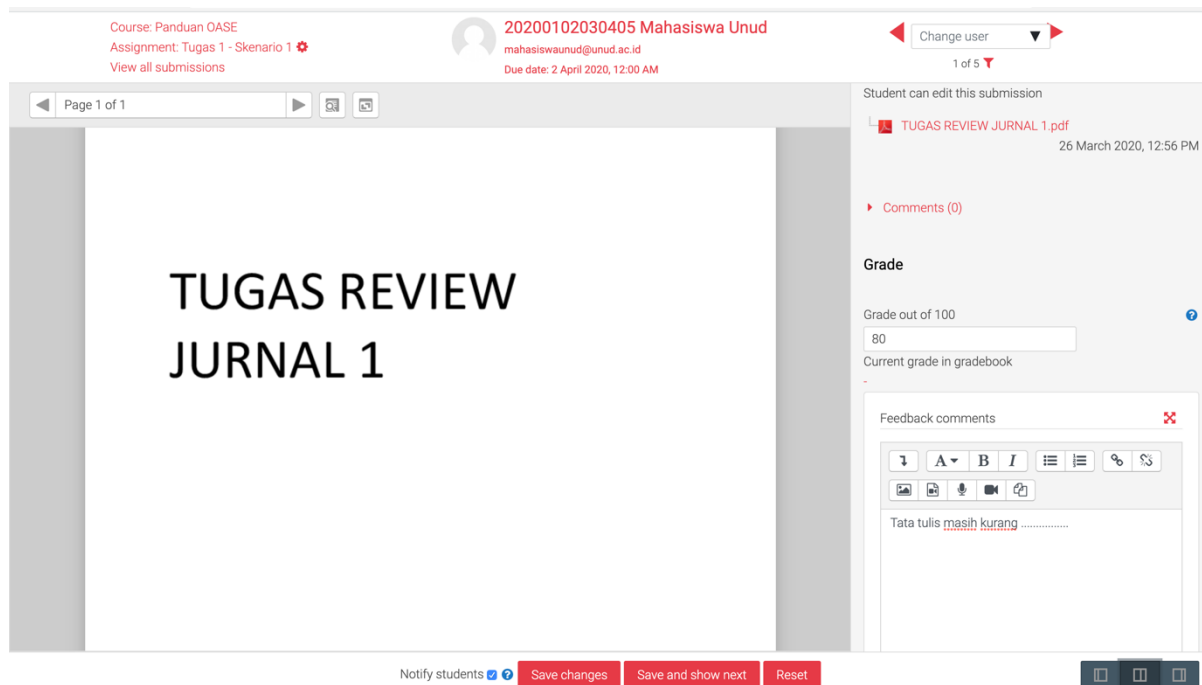 Course: Panduan OASE
Assignment: Tugas 1 - Skenario 1
View all submissions
20200102030405 Mahasiswa Unud
mahasiswaunud@unud.ac.id
Due date: 2 April 2020, 12:00 AM
Change user
1 of 5
Page 1 of 1
TUGAS REVIEW
JURNAL 1
Student can edit this submission
TUGAS REVIEW JURNAL 1.pdf
26 March 2020, 12:56 PM
Comments (0)
Grade
Grade out of 100
80
Current grade in gradebook
-
Feedback comments
A B I
Tata tulis masih kurang ................
Notify students Save changes Save and show next Reset